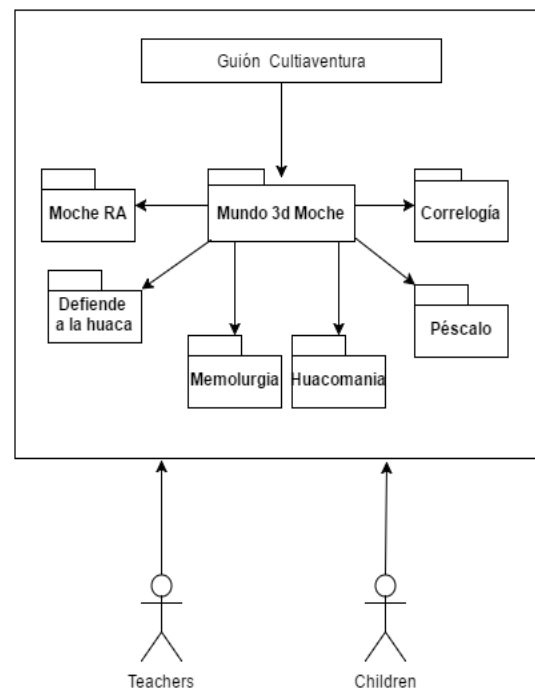 Guión Cultiaventura
Moche RA
Mundo 3d Moche
Correlogía
Defiende
a la huaca
Memolurgia
Huacomania
Péscalo
Teachers
Children